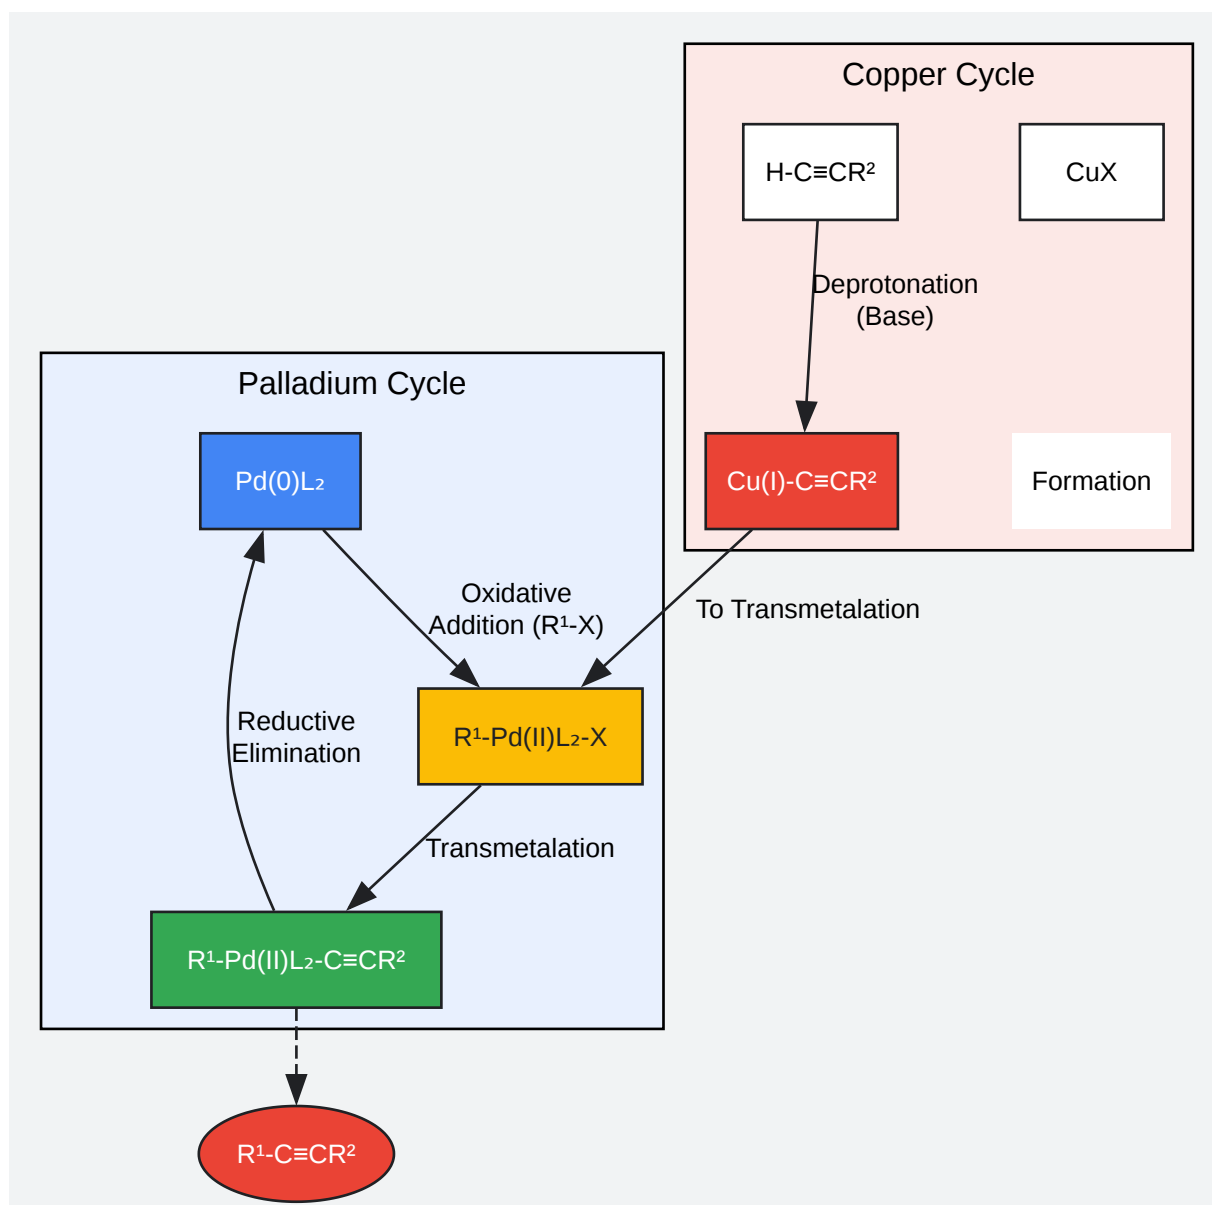 Copper Cycle
H-C≡CR²
CuX
Deprotonation
(Base)
Palladium Cycle
Pd(0)L₂
Cu(I)-C≡CR²
Formation
Oxidative
Addition (R¹-X)
To Transmetalation
Reductive
Elimination
R¹-Pd(II)L₂-X
Transmetalation
R¹-Pd(II)L₂-C≡CR²
R¹-C≡CR²